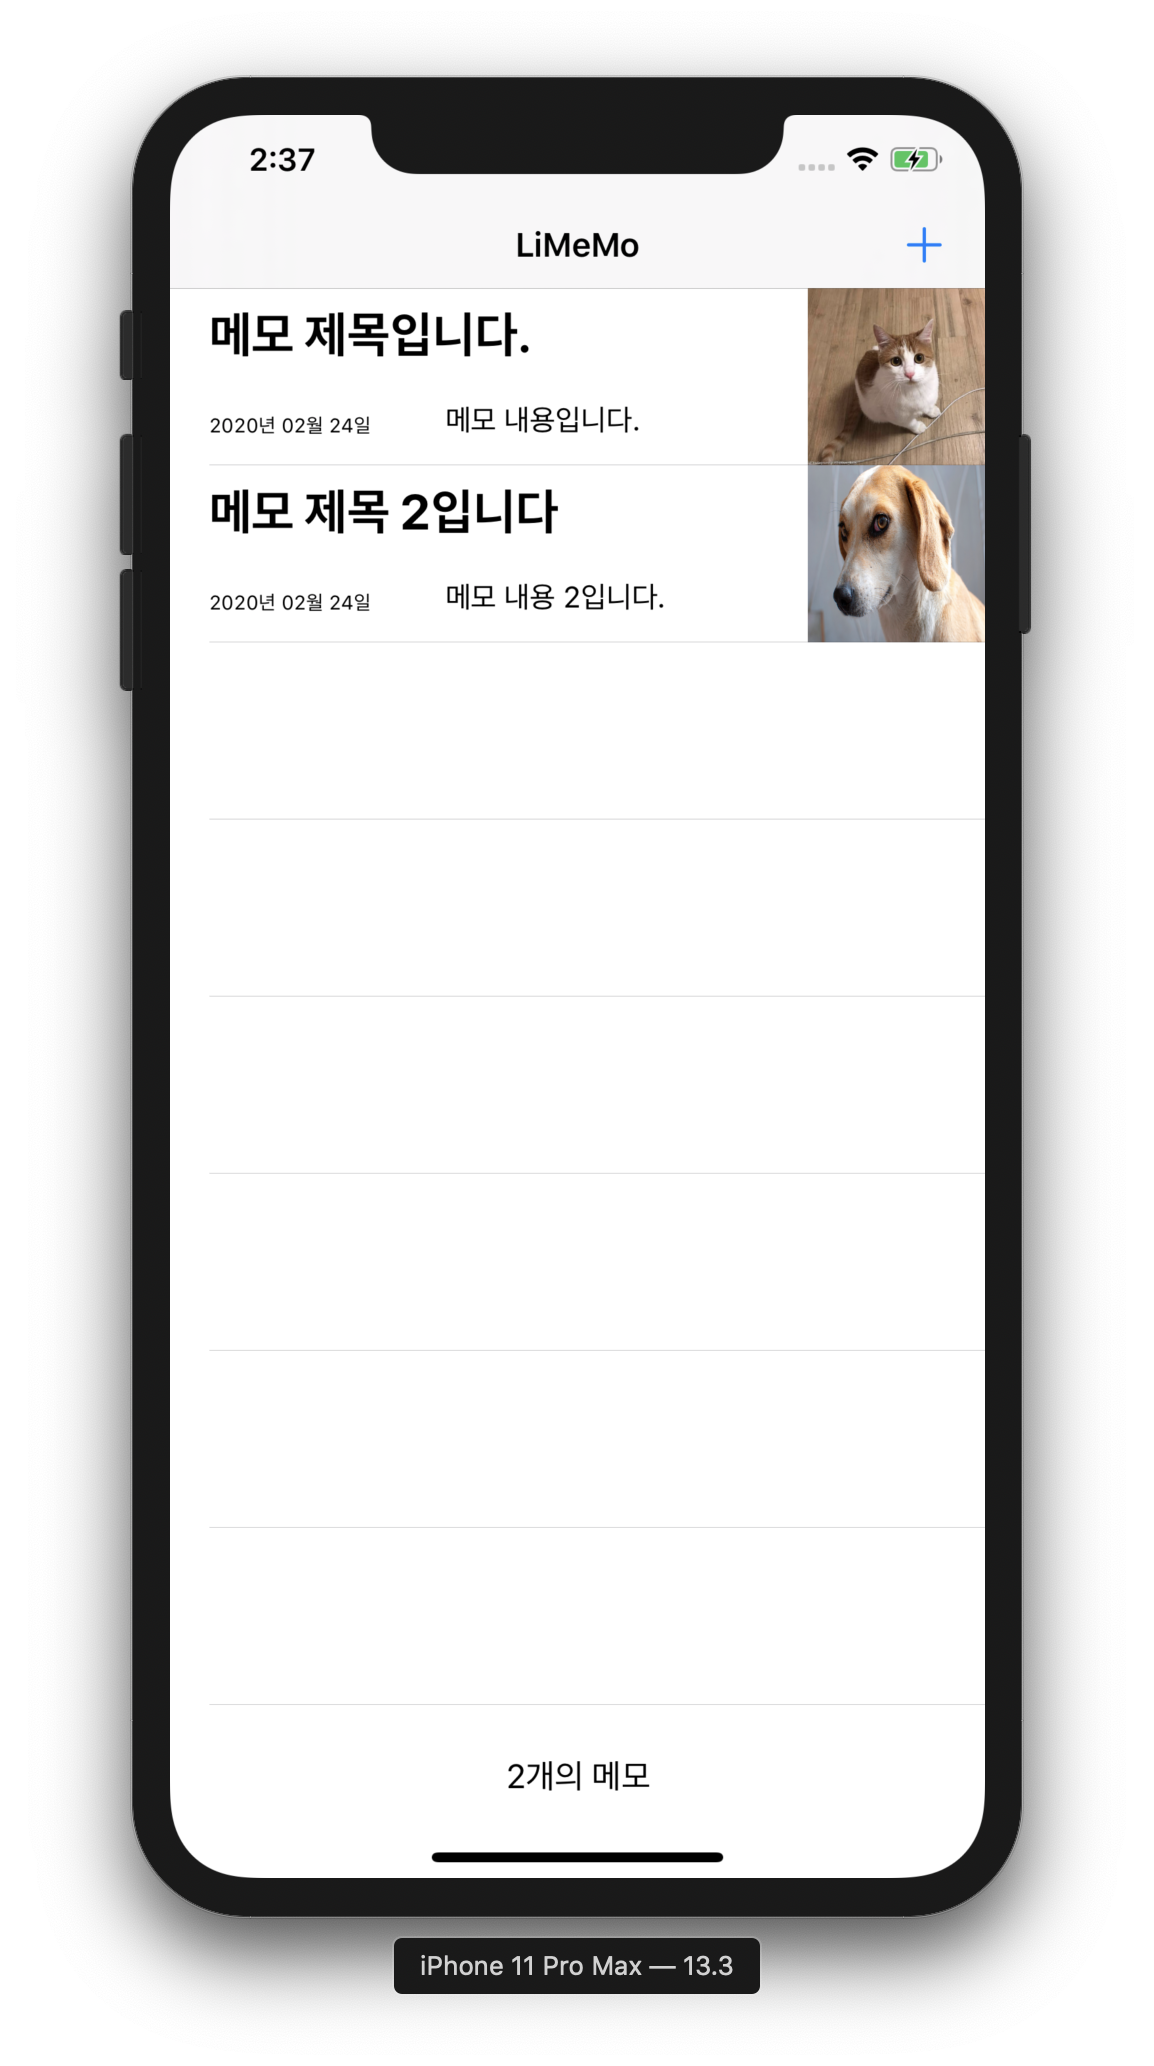 2:37
LiMeMo
메모 제목입니다.
2020년 02월 24일 메모 내용입니다.
메모 제목 2입니다
2020년 02월 24일 메모 내용 2입니다.
2개의 메모
iPhone 11 Pro Max — 13.3